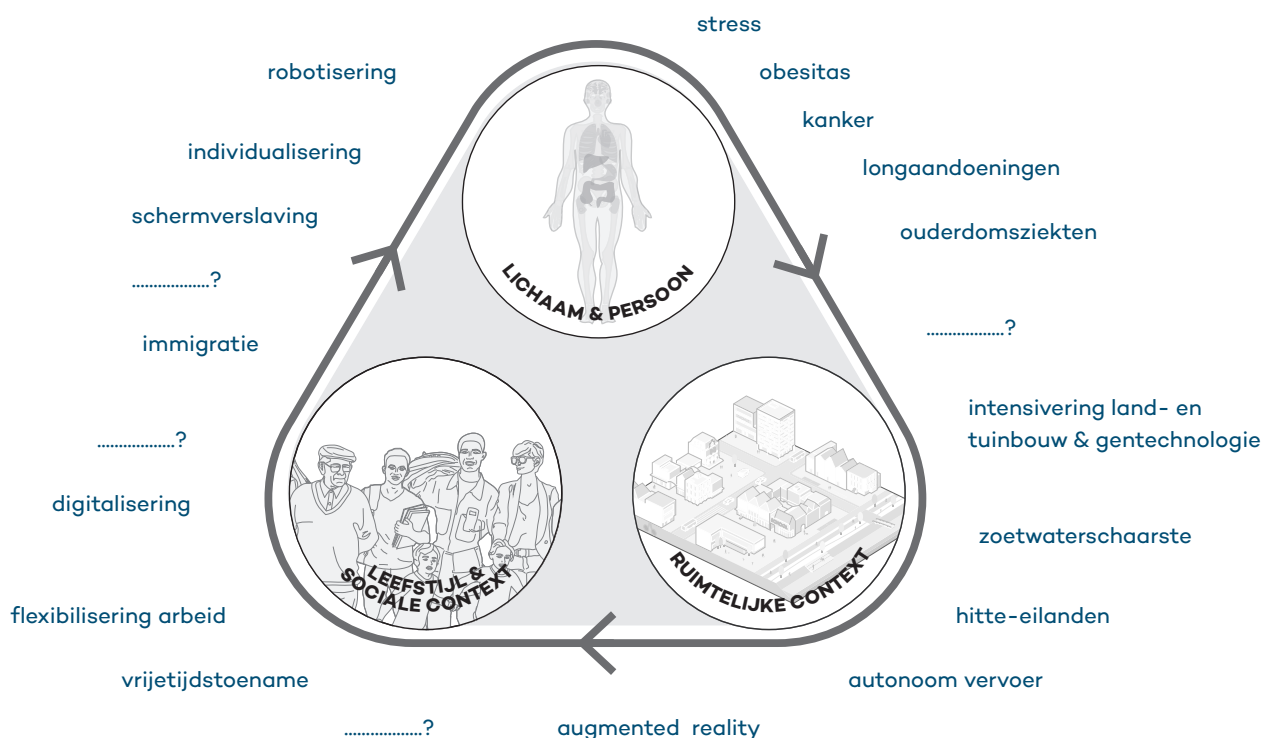 stress
robotisering
obesitas
kanker
individualisering
longaandoeningen
schermverslaving
ouderdomsziekten
LICHAAM & PERSOON
..................?
..................?
immigratie
intensivering land- en
tuinbouw & gentechnologie
..................?
digitalisering
zoetwaterschaarste
LEEFSTIJL &
SOCIALE CONTEXT
RUIMTELIJKE CONTEXT
flexibilisering arbeid
hitte-eilanden
vrijetijdstoename
autonoom vervoer
..................?
augmented reality